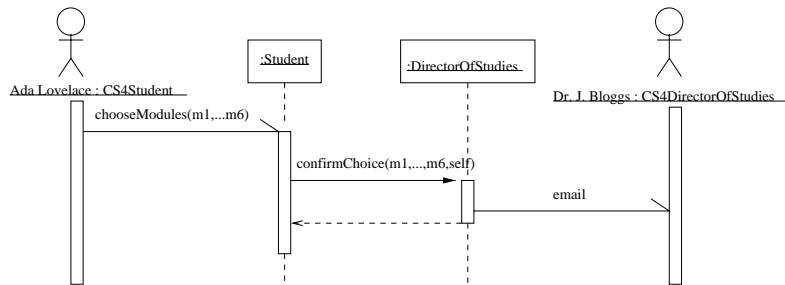 :Student
:DirectorOfStudies
Ada Lovelace : CS4Student
Dr. J. Bloggs : CS4DirectorOfStudies
chooseModules(m1,...m6)
confirmChoice(m1,...,m6,self)
email